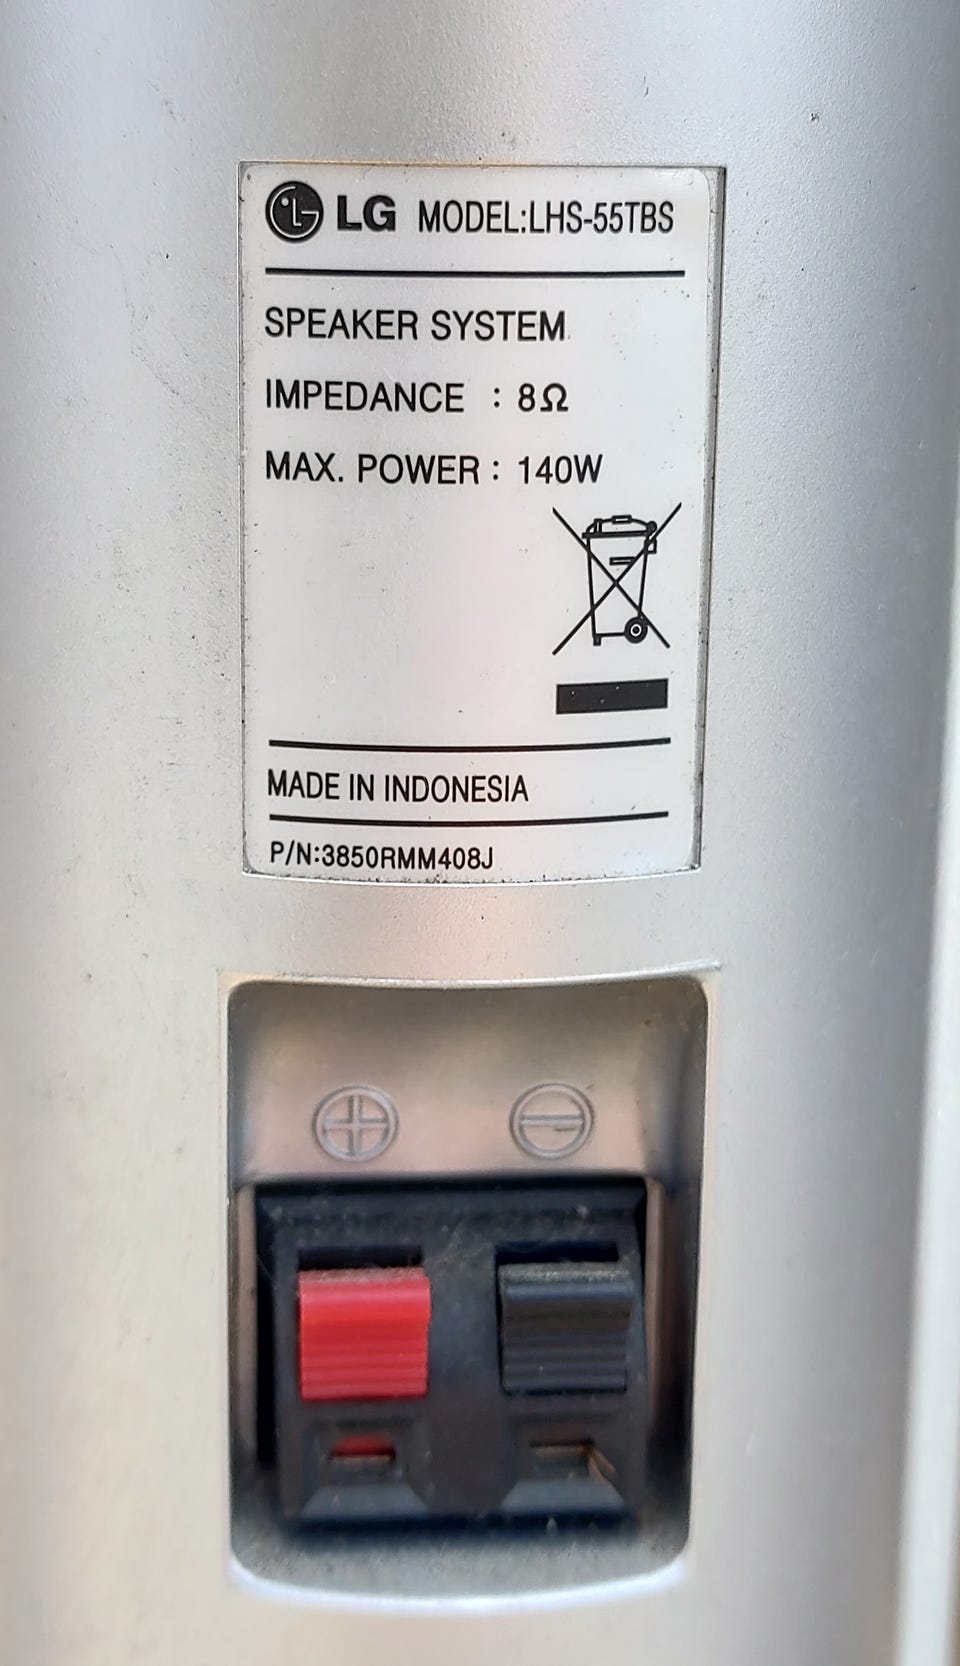 LG MODEL:LHS-55TBS
SPEAKER SYSTEM
IMPEDANCE : 8Ω
MAX. POWER : 140W
MADE IN INDONESIA
P/N:3850RMM408J
+ −